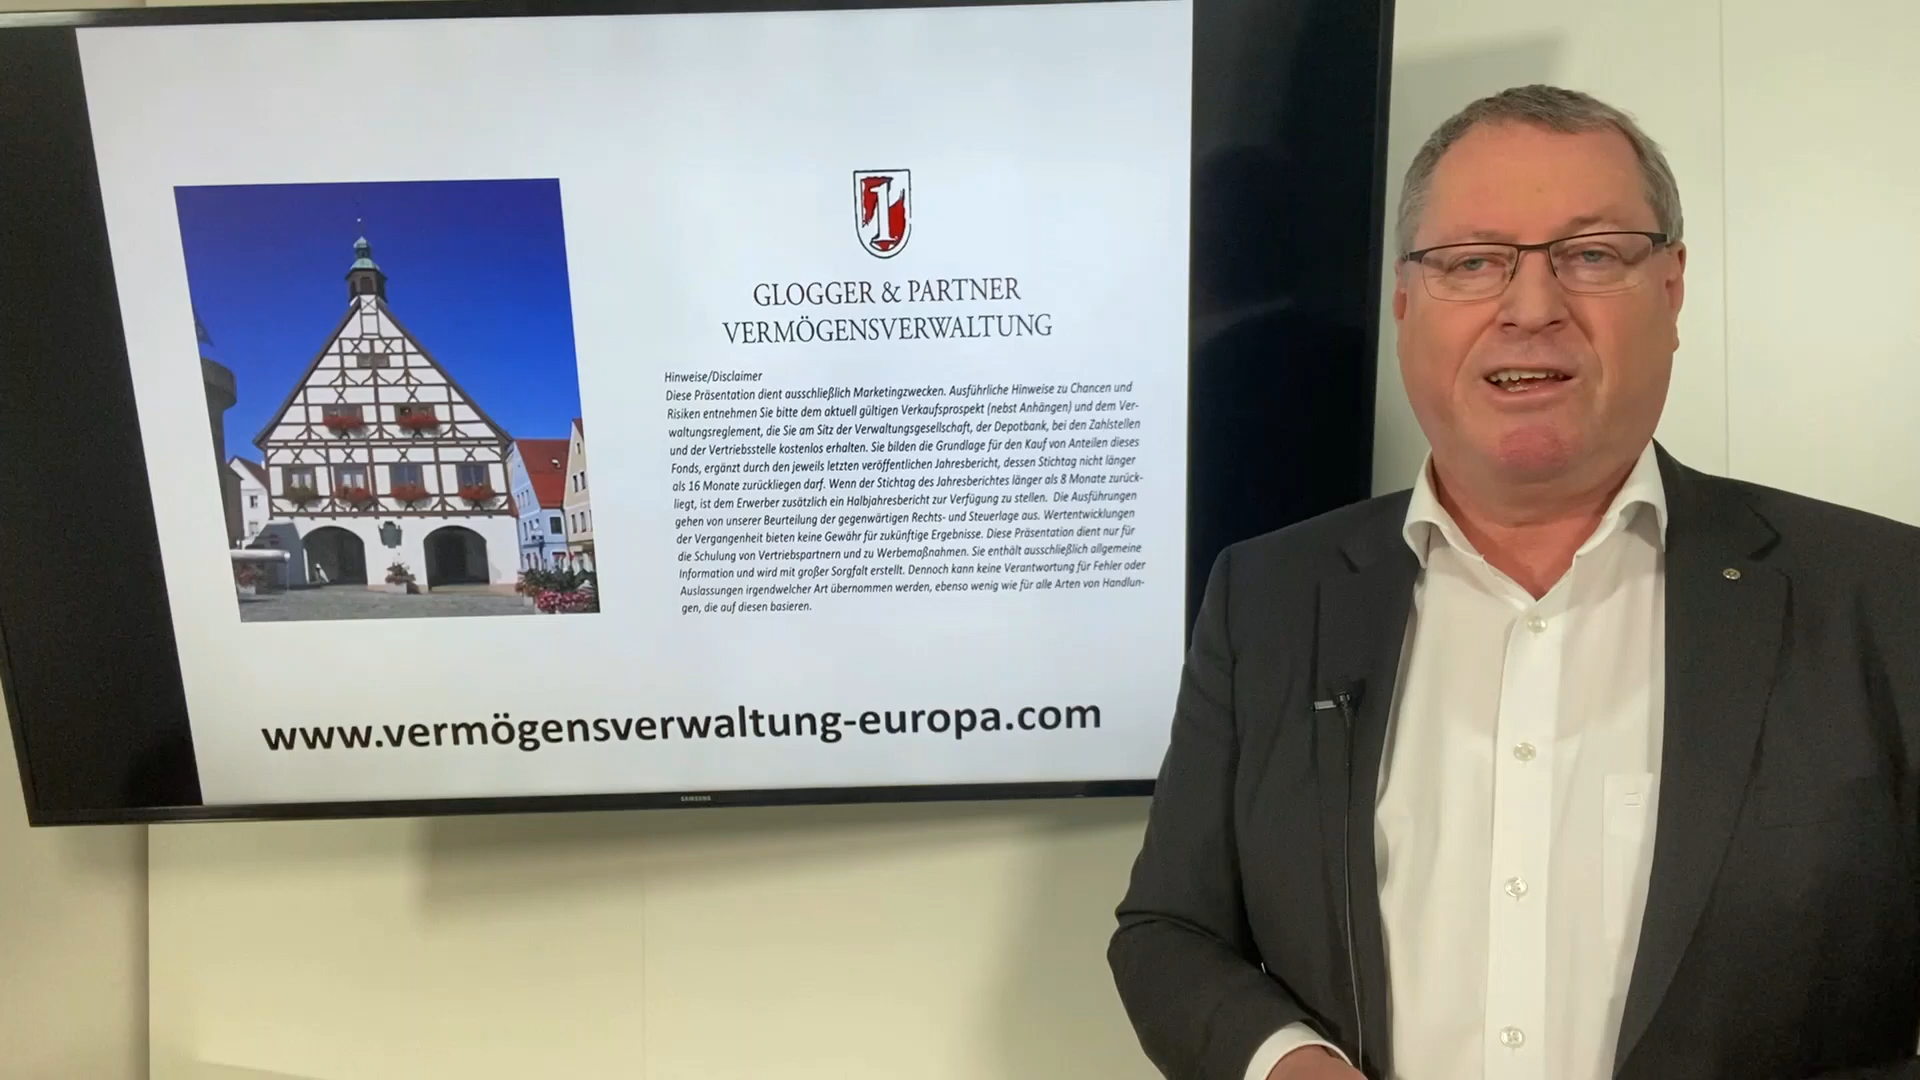 1
GLOGGER & PARTNER
VERMÖGENSVERWALTUNG
Hinweise/Disclaimer
Diese Präsentation dient ausschließlich Marketingzwecken. Ausführliche Hinweise zu Chancen und
Risiken entnehmen Sie bitte dem aktuell gültigen Verkaufsprospekt (nebst Anhängen) und dem Ver-
waltungsreglement, die Sie am Sitz der Verwaltungsgesellschaft, der Depotbank, bei den Zahlstellen
und der Vertriebsstelle kostenlos erhalten. Sie bilden die Grundlage für den Kauf von Anteilen dieses
Fonds, ergänzt durch den jeweils letzten veröffentlichen Jahresbericht, dessen Stichtag nicht länger
als 16 Monate zurückliegen darf. Wenn der Stichtag des Jahresberichtes länger als 8 Monate zurück-
liegt, ist dem Erwerber zusätzlich ein Halbjahresbericht zur Verfügung zu stellen. Die Ausführungen
gehen von unserer Beurteilung der gegenwärtigen Rechts- und Steuerlage aus. Wertentwicklungen
der Vergangenheit bieten keine Gewähr für zukünftige Ergebnisse. Diese Präsentation dient nur für
die Schulung von Vertriebspartnern und zu Werbemaßnahmen. Sie enthält ausschließlich allgemeine
Information und wird mit großer Sorgfalt erstellt. Dennoch kann keine Verantwortung für Fehler oder
Auslassungen irgendwelcher Art übernommen werden, ebenso wenig wie für alle Arten von Handlun-
gen, die auf diesen basieren.
www.vermögensverwaltung-europa.com
SAMSUNG